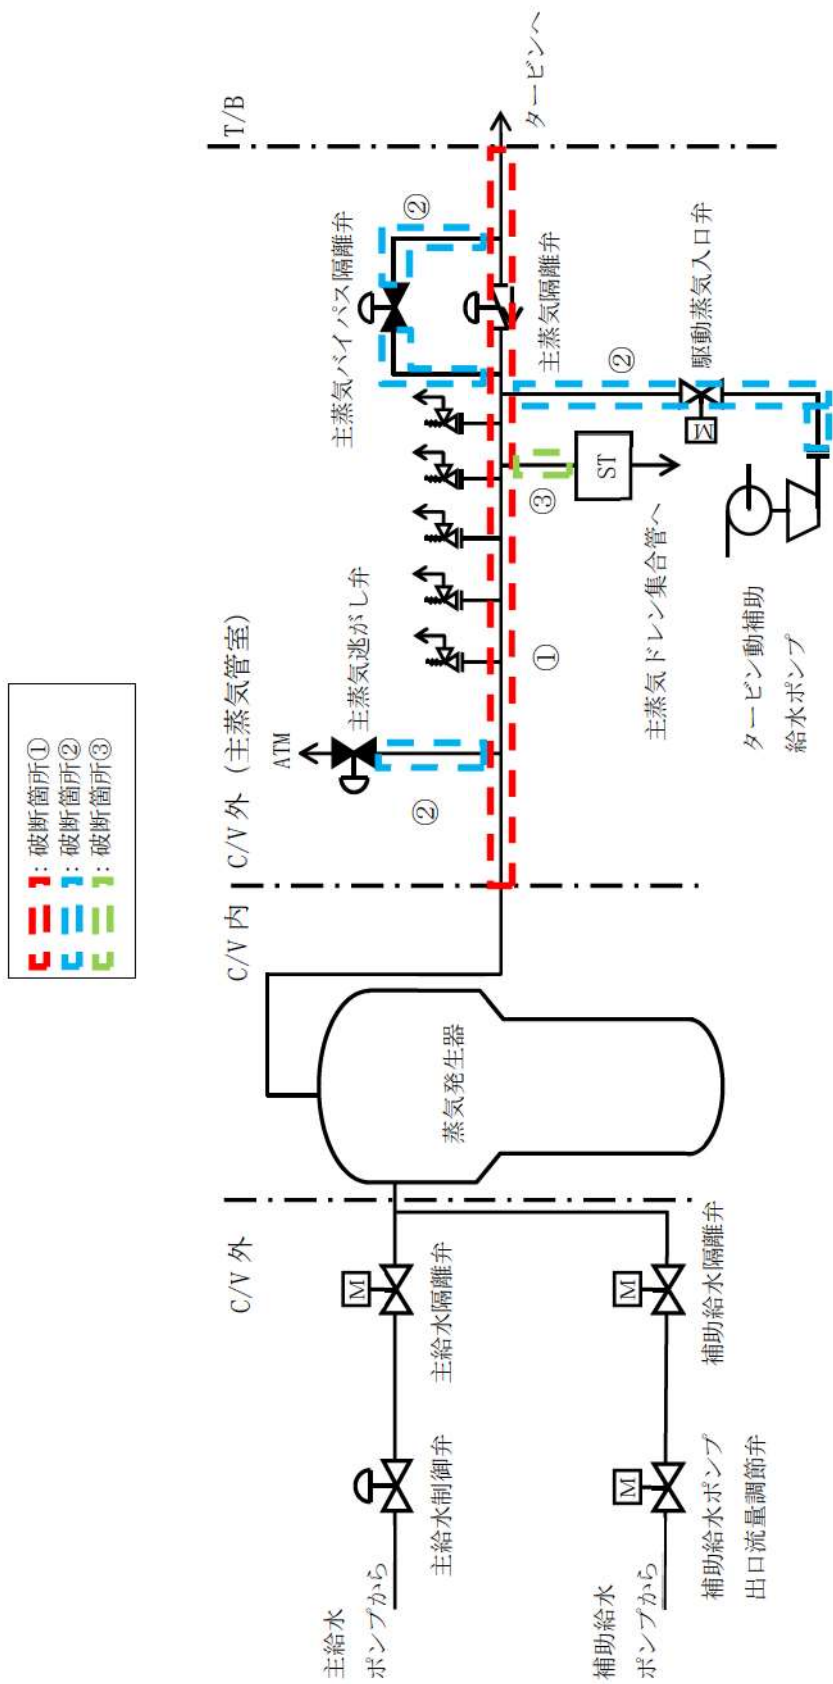 ：破断箇所①
：破断箇所②
：破断箇所③
C/V 外
C/V 内
C/V 外（主蒸気管室）
T/B
主給水
ポンプから
主給水制御弁
M
主給水隔離弁
補助給水
ポンプから
M
補助給水ポンプ
出口流量調節弁
M
補助給水隔離弁
蒸気発生器
ATM
主蒸気逃がし弁
②
①
主蒸気バイパス隔離弁
②
主蒸気隔離弁
タービンへ
③
ST
主蒸気ドレン集合管へ
②
M
駆動蒸気入口弁
タービン動補助
給水ポンプ